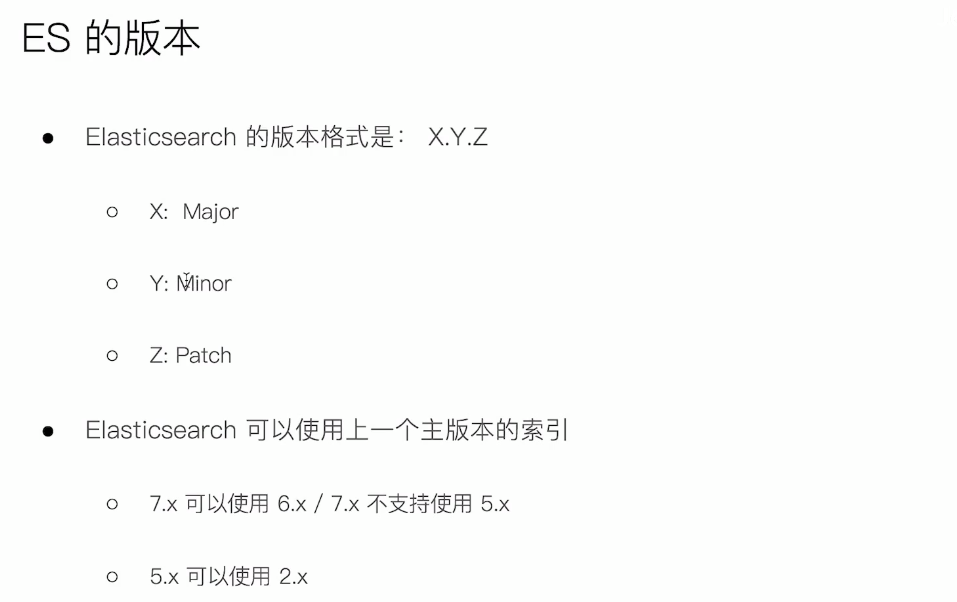 ES 的版本
Elasticsearch 的版本格式是： X.Y.Z
X: Major
Y: Minor
Z: Patch
Elasticsearch 可以使用上一个主版本的索引
7.x 可以使用 6.x / 7.x 不支持使用 5.x
5.x 可以使用 2.x